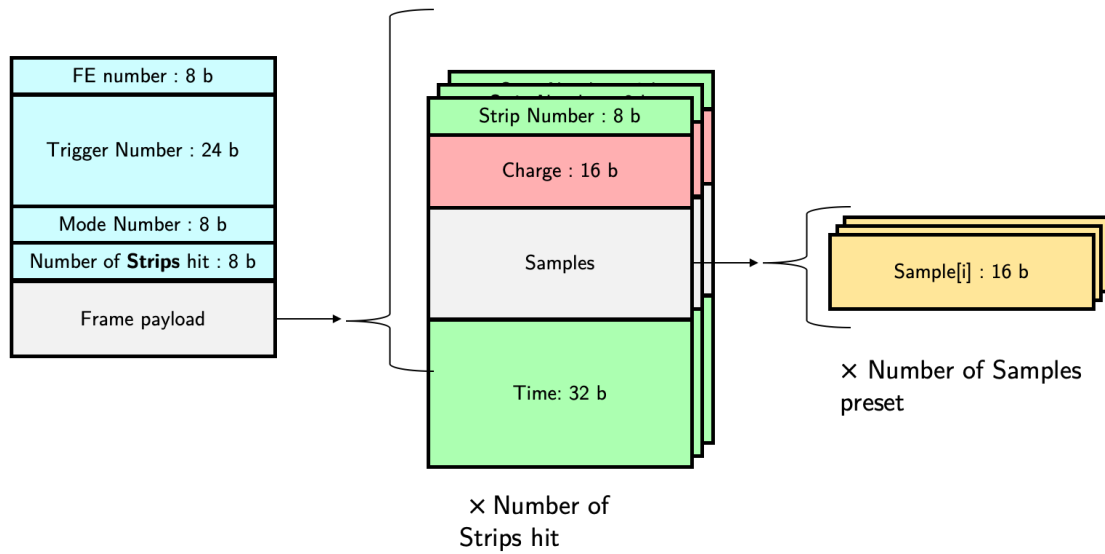 FE number : 8 b
Trigger Number : 24 b
Mode Number : 8 b
Number of Strips hit : 8 b
Frame payload
Strip Number : 8 b
Charge : 16 b
Samples
Time: 32 b
× Number of
Strips hit
Sample[i] : 16 b
× Number of Samples
preset